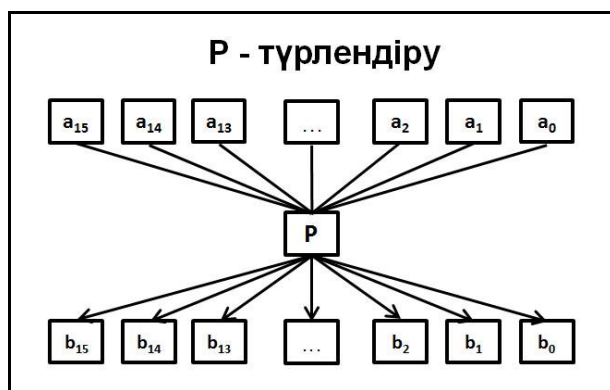 P - түрлендіру
a₁₅ a₁₄ a₁₃ ... a₂ a₁ a₀
P
b₁₅ b₁₄ b₁₃ ... b₂ b₁ b₀